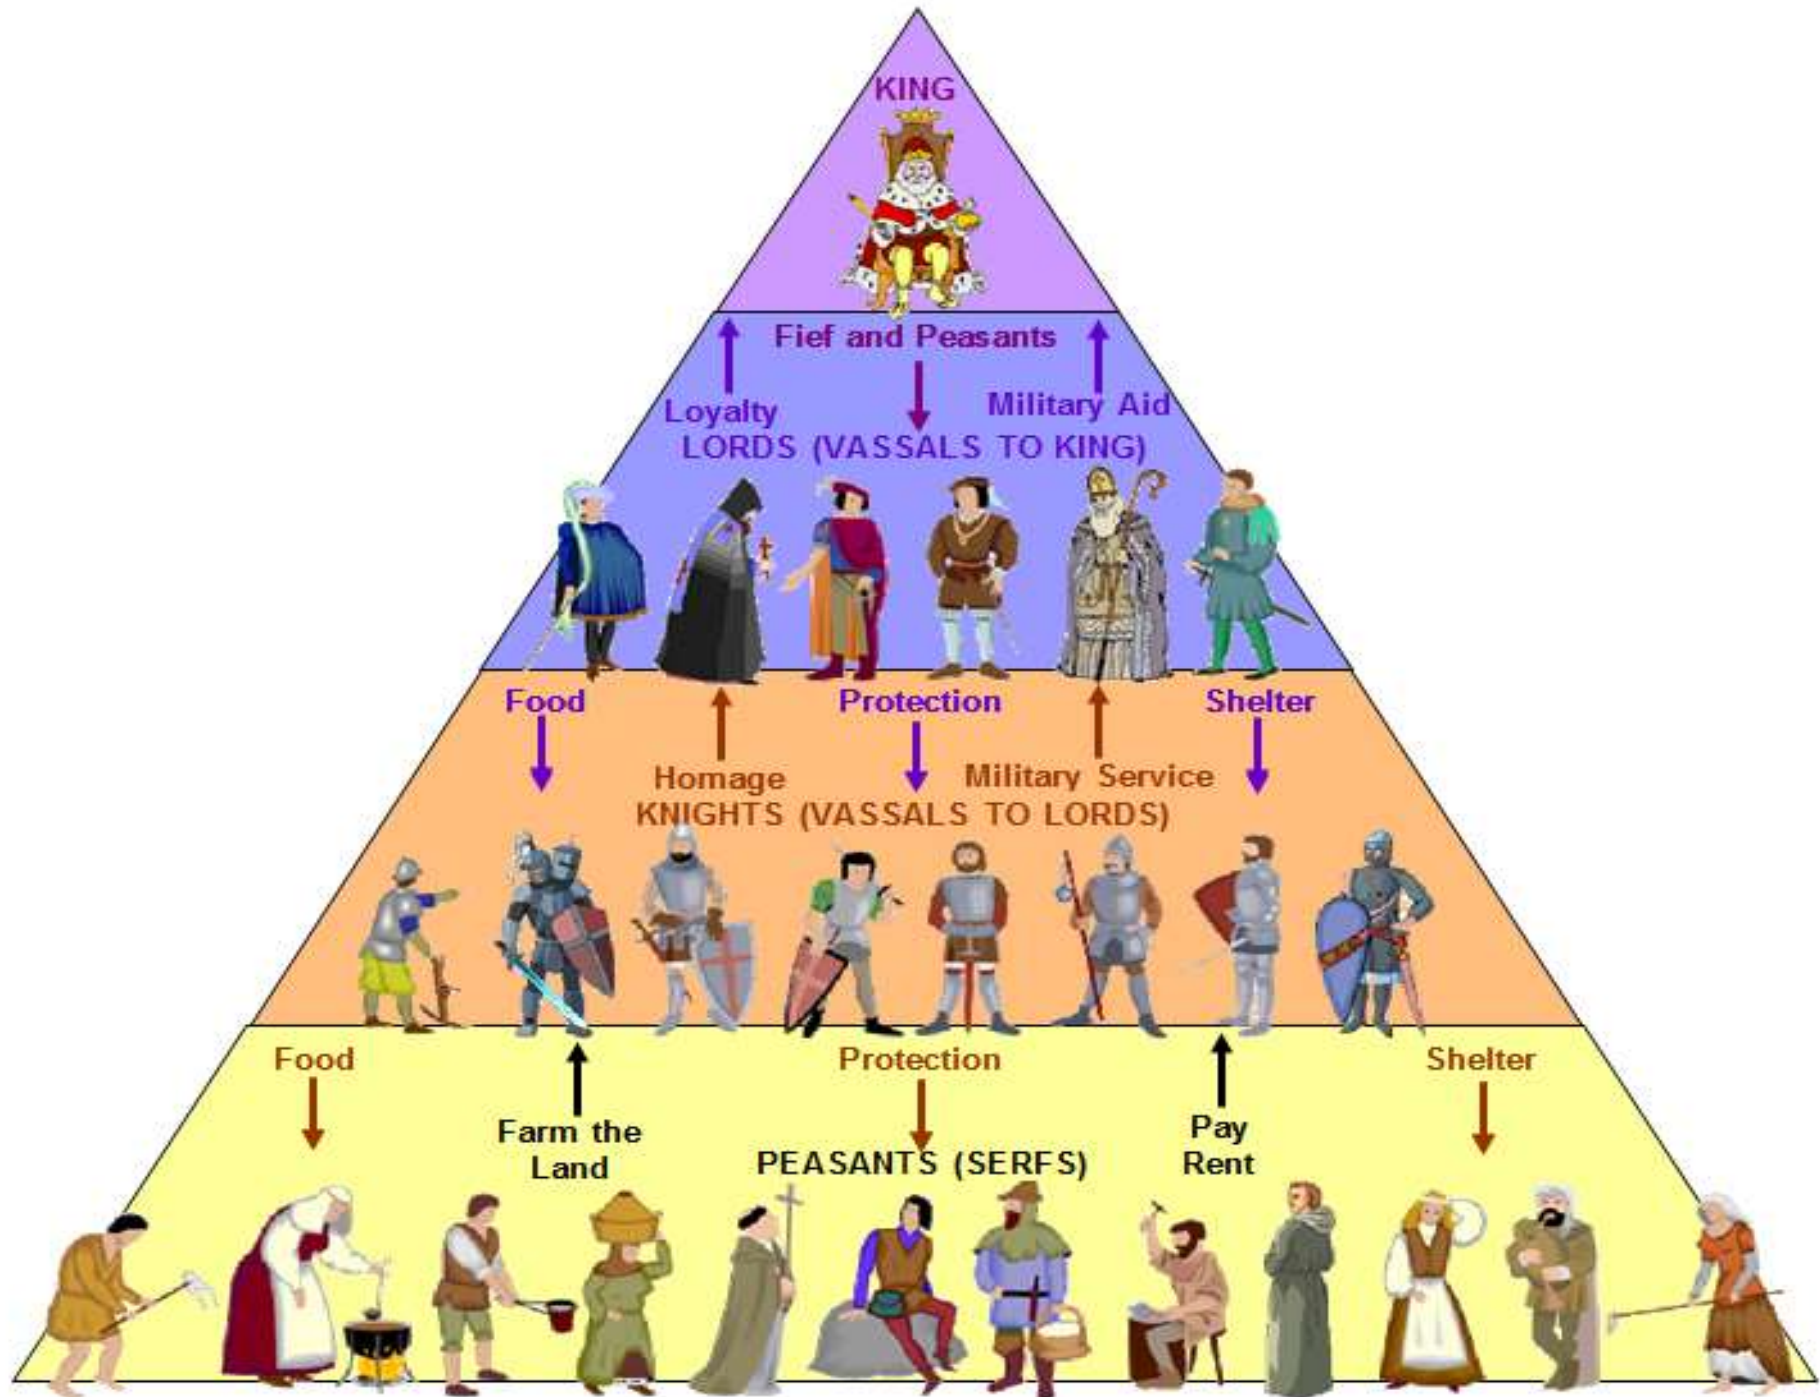 KING
Fief and Peasants
Loyalty
Military Aid
LORDS (VASSALS TO KING)
Food
Protection
Shelter
Homage
Military Service
KNIGHTS (VASSALS TO LORDS)
Food
Protection
Shelter
Farm the
Land
Pay
Rent
PEASANTS (SERFS)